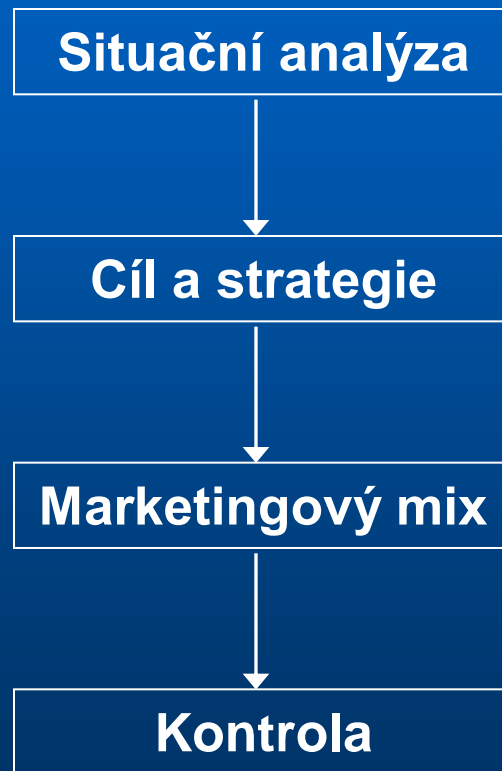 Situační analýza
Cíl a strategie
Marketingový mix
Kontrola